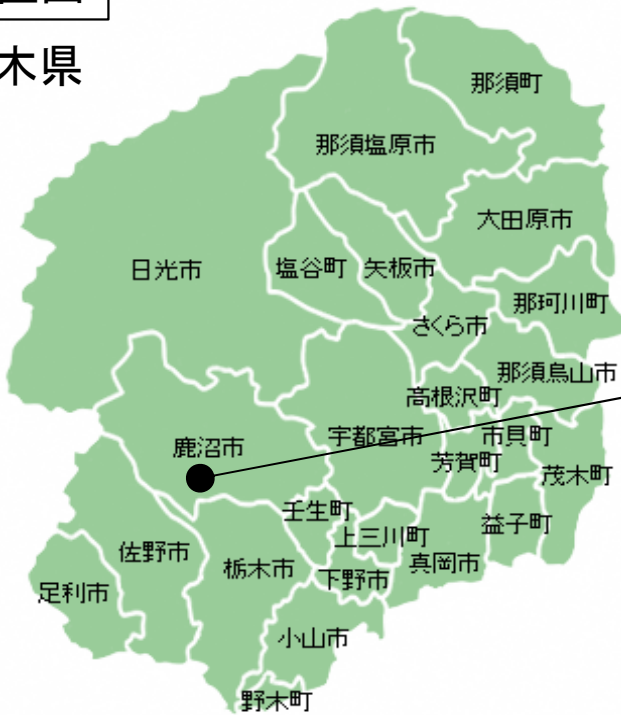 木県
那須町
那須塩原市
大田原市
日光市
塩谷町
矢板市
那珂川町
さくら市
那須烏山市
高根沢町
鹿沼市
宇都宮市
市貝町
芳賀町
茂木町
壬生町
益子町
上三川町
佐野市
栃木市
真岡市
下野市
足利市
小山市
野木町